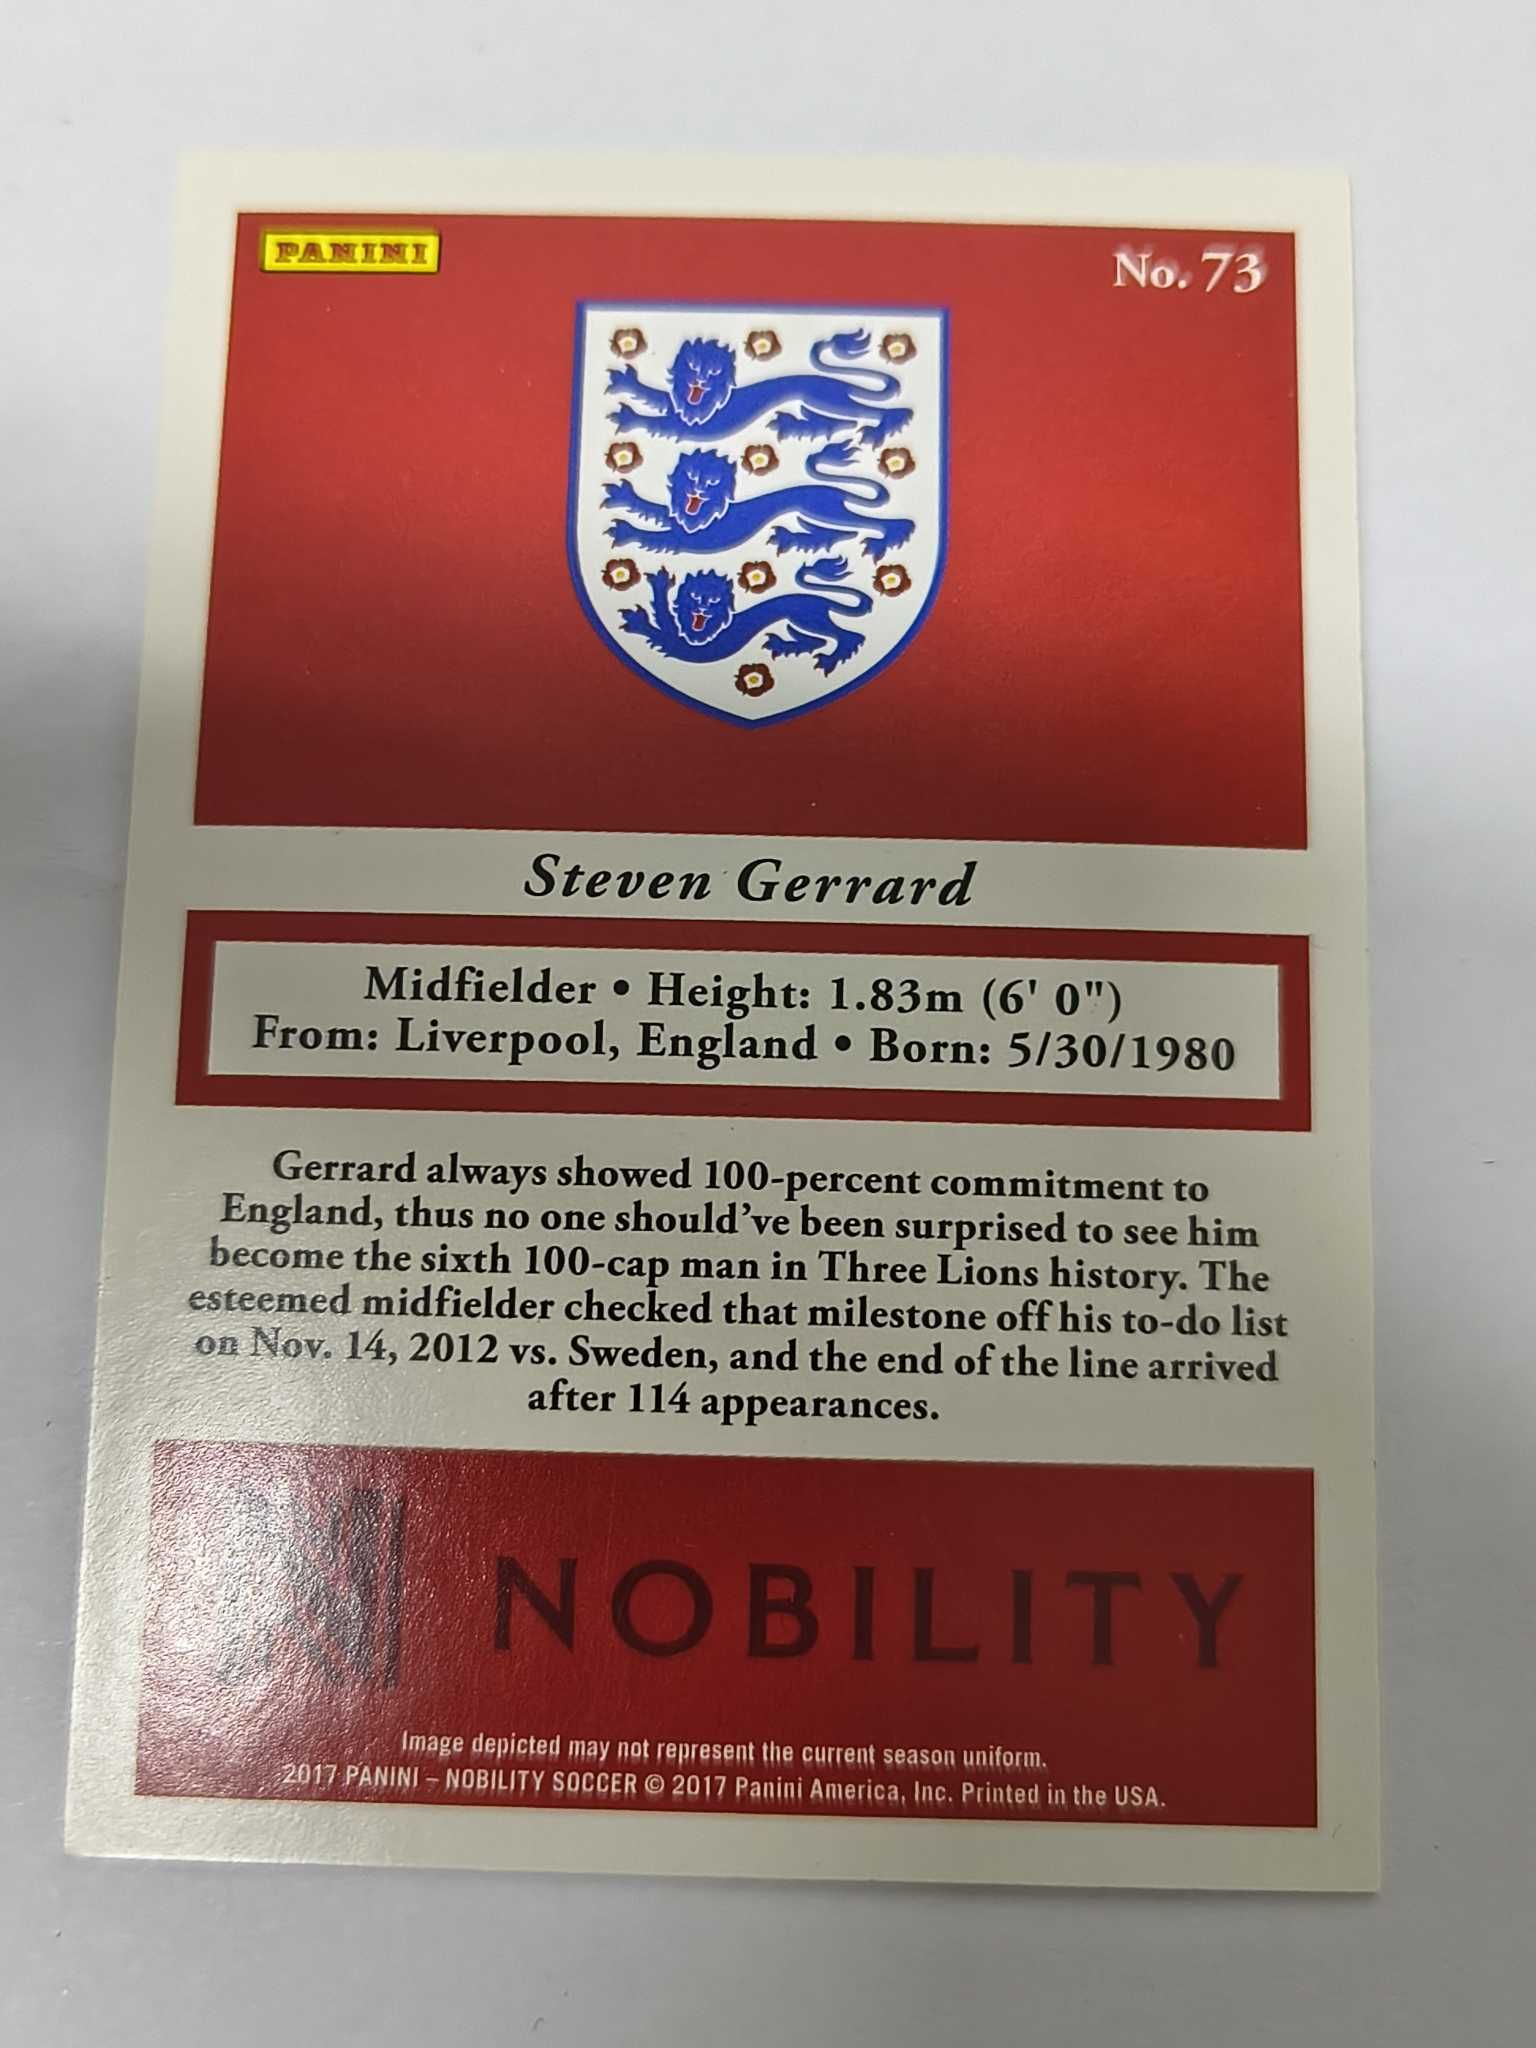 PANINI
No. 73
Steven Gerrard
Midfielder • Height: 1.83m (6' 0")
From: Liverpool, England • Born: 5/30/1980
Gerrard always showed 100-percent commitment to
England, thus no one should’ve been surprised to see him
become the sixth 100-cap man in Three Lions history. The
esteemed midfielder checked that milestone off his to-do list
on Nov. 14, 2012 vs. Sweden, and the end of the line arrived
after 114 appearances.
N NOBILITY
Image depicted may not represent the current season uniform.
2017 PANINI – NOBILITY SOCCER © 2017 Panini America, Inc. Printed in the USA.